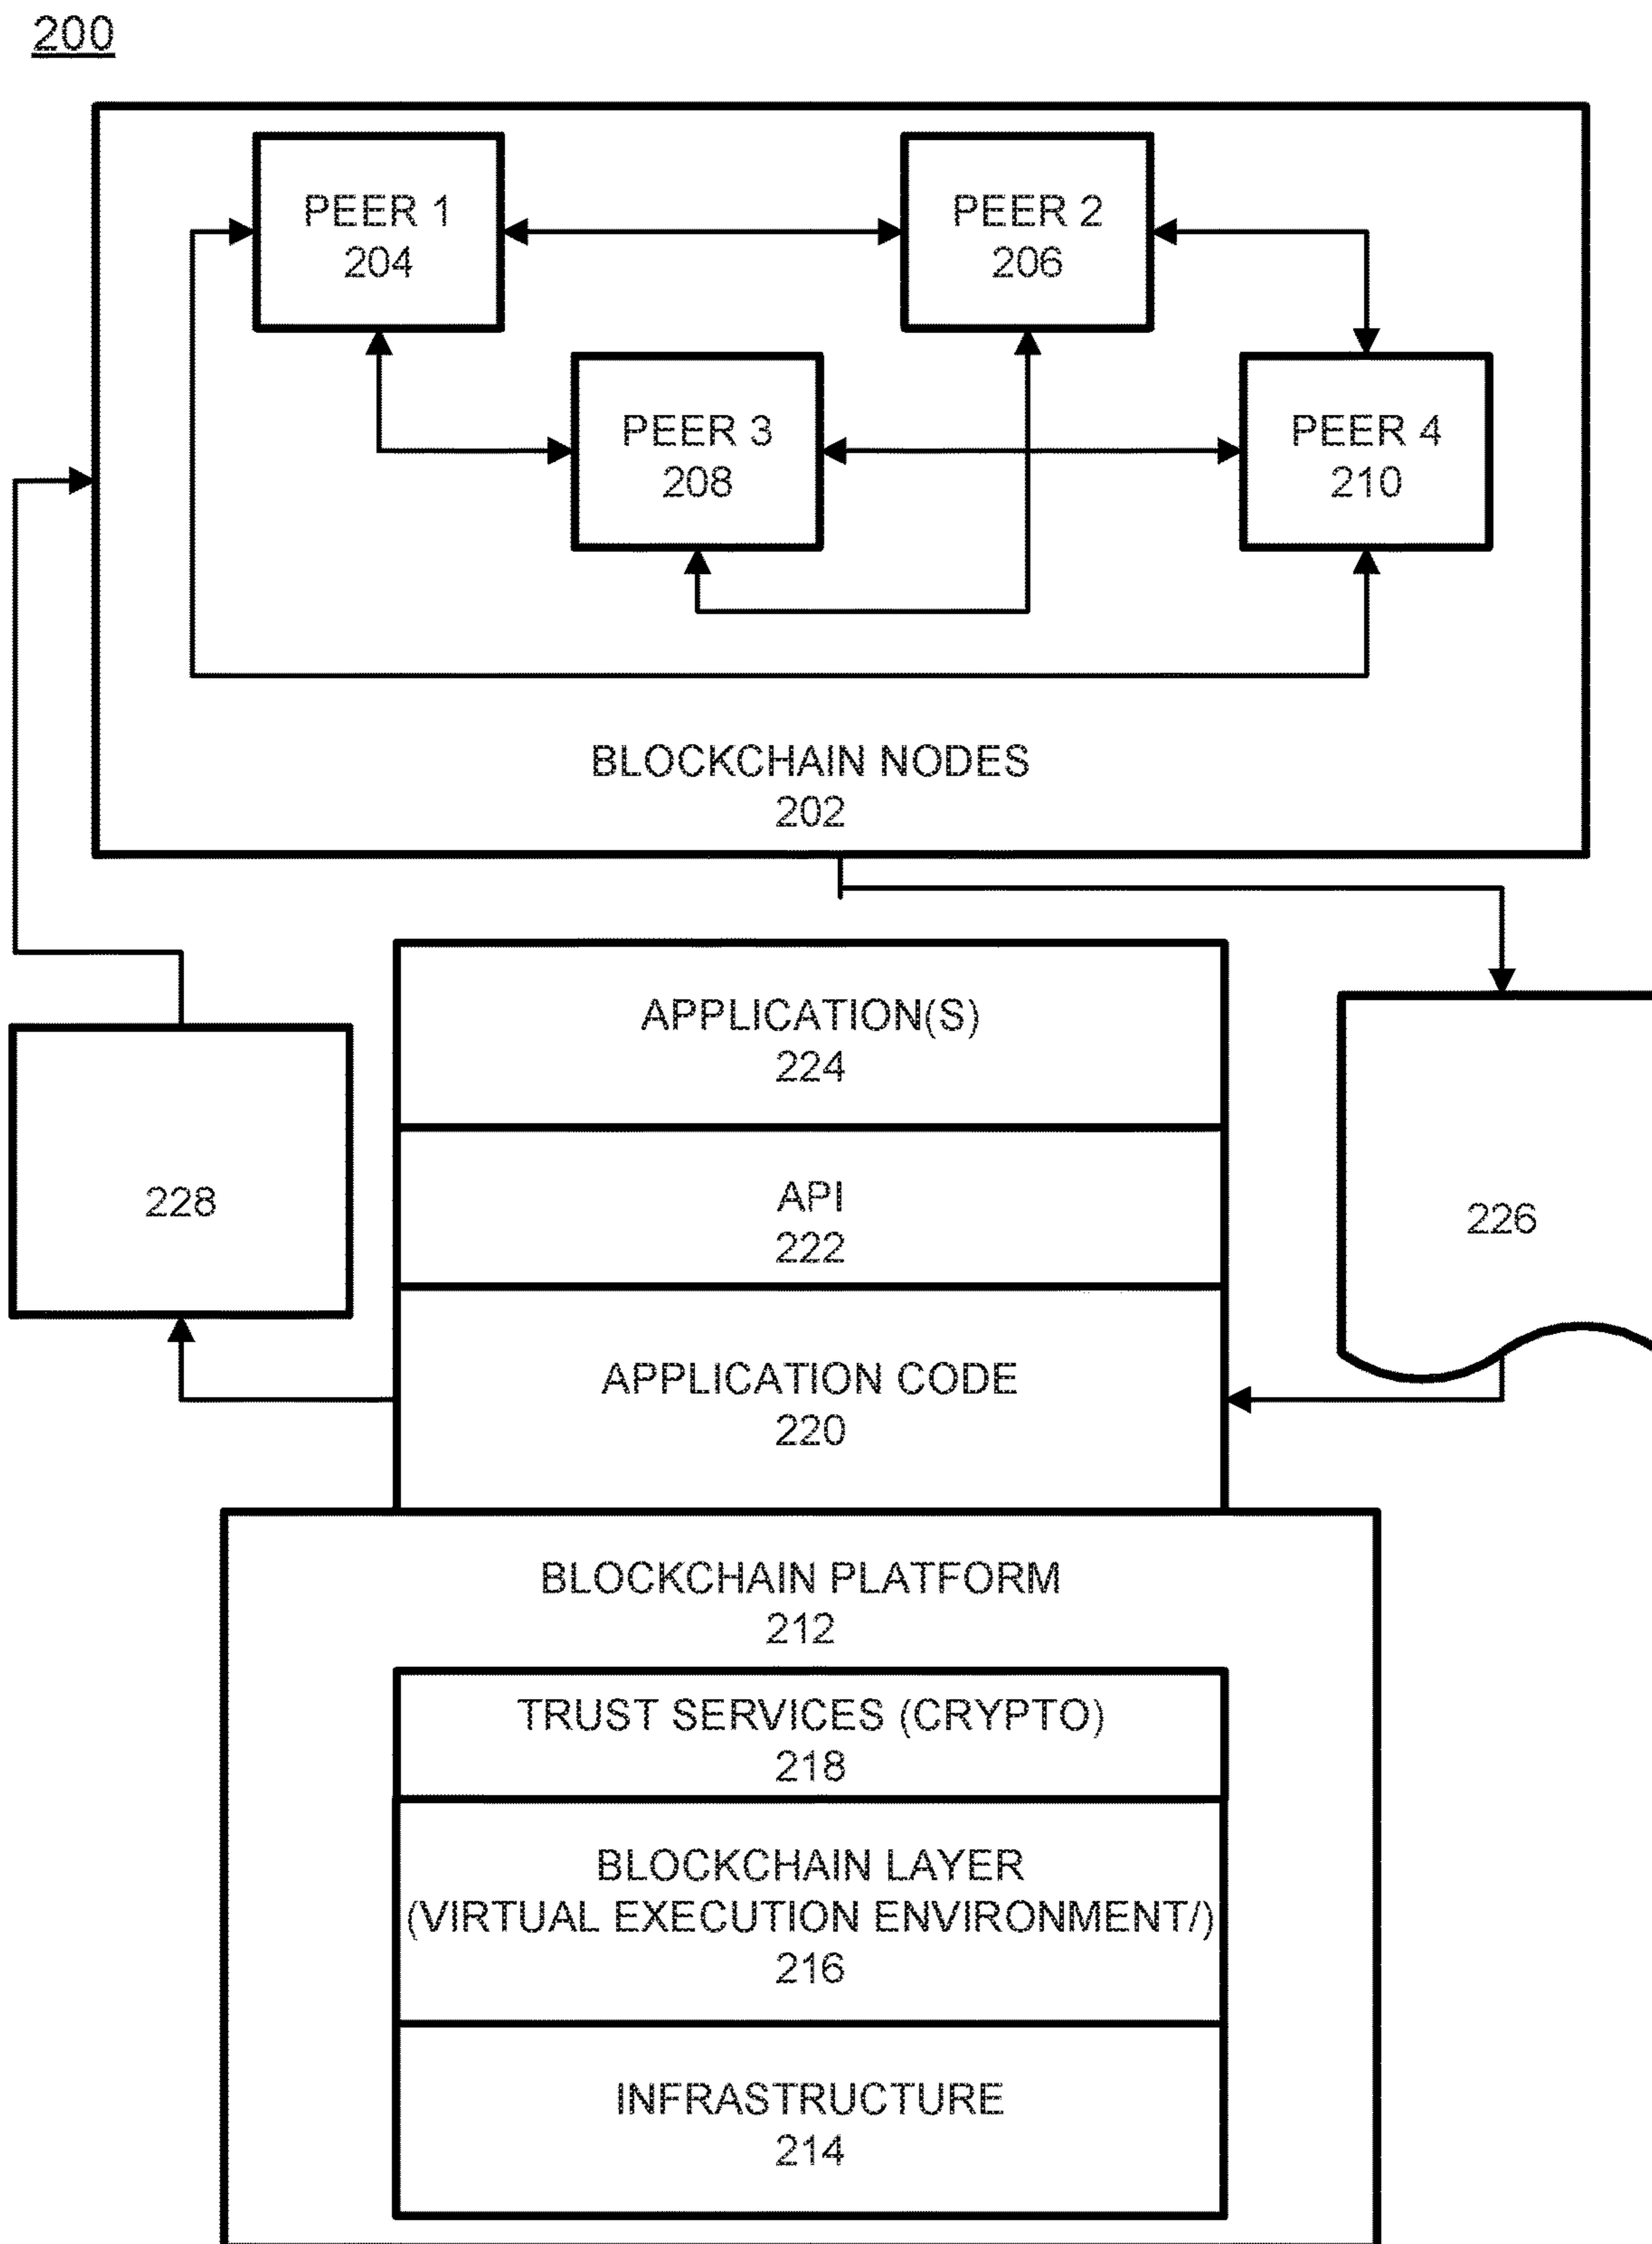 200
PEER 1
204
PEER 2
206
PEER 3
208
PEER 4
210
BLOCKCHAIN NODES
202
APPLICATION(S)
224
API
222
228
226
APPLICATION CODE
220
BLOCKCHAIN PLATFORM
212
TRUST SERVICES (CRYPTO)
218
BLOCKCHAIN LAYER
(VIRTUAL EXECUTION ENVIRONMENT/)
216
INFRASTRUCTURE
214